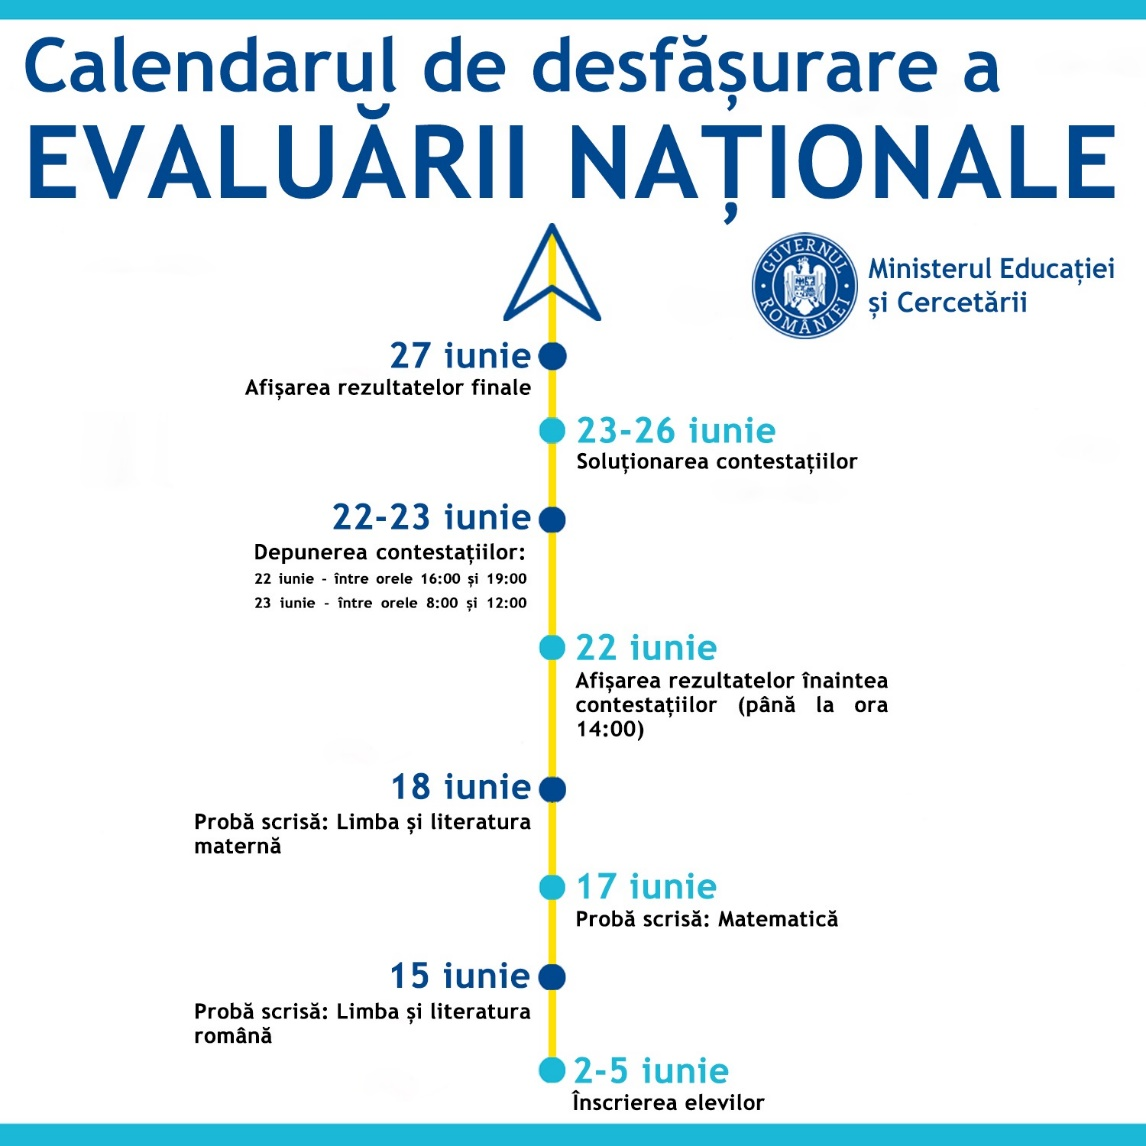 Calendarul de desfășurare a
EVALUĂRII NAȚIONALE
GUVERNUL ROMÂNIEI
Ministerul Educației
și Cercetării
27 iunie
Afișarea rezultatelor finale
23-26 iunie
Soluționarea contestațiilor
22-23 iunie
Depunerea contestațiilor:
22 iunie - între orele 16:00 și 19:00
23 iunie - între orele 8:00 și 12:00
22 iunie
Afișarea rezultatelor înaintea
contestațiilor (până la ora
14:00)
18 iunie
Probă scrisă: Limba și literatura
maternă
17 iunie
Probă scrisă: Matematică
15 iunie
Probă scrisă: Limba și literatura
română
2-5 iunie
Înscrierea elevilor